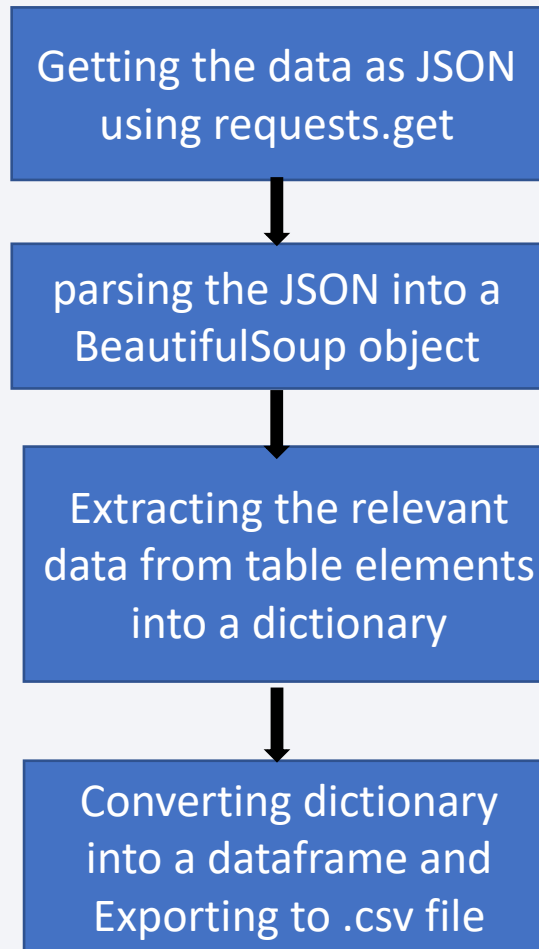 Getting the data as JSON
using requests.get
parsing the JSON into a
BeautifulSoup object
Extracting the relevant
data from table elements
into a dictionary
Converting dictionary
into a dataframe and
Exporting to .csv file